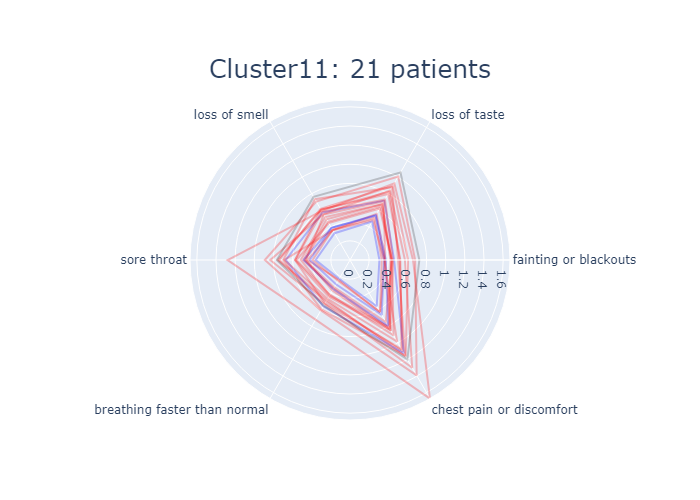 Cluster11: 21 patients
loss of smell
loss of taste
sore throat
fainting or blackouts
0
0.2
0.4
0.6
0.8
1
1.2
1.4
1.6
breathing faster than normal
chest pain or discomfort